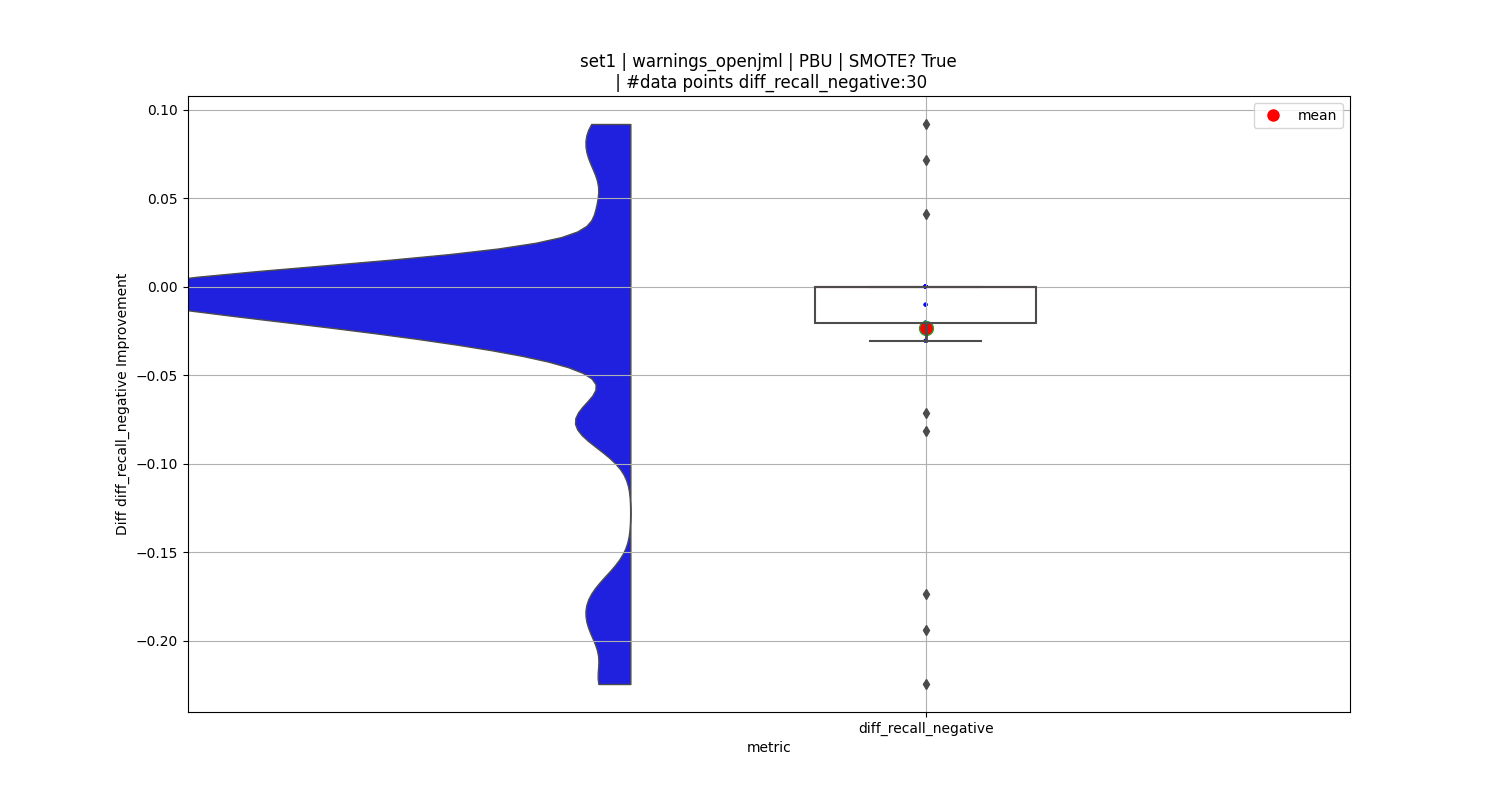 set1 | warnings_openjml | PBU | SMOTE? True
| #data points diff_recall_negative:30
mean
0.10
0.05
0.00
−0.05
−0.10
−0.15
−0.20
Diff diff_recall_negative Improvement
diff_recall_negative
metric